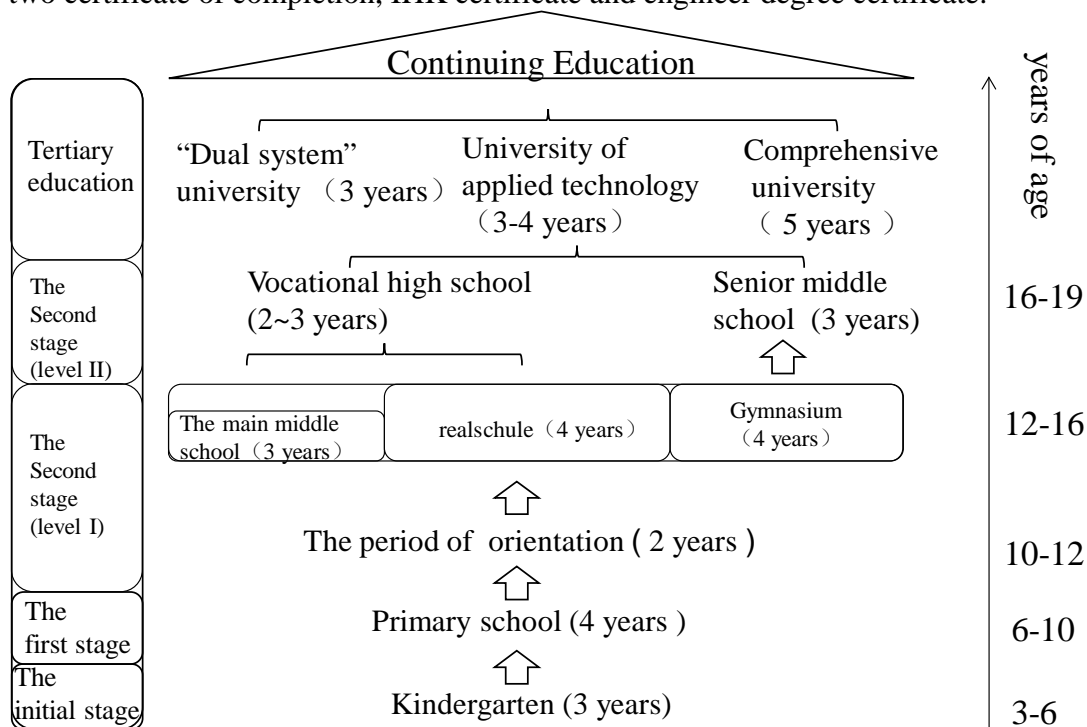 two certificate of completion, IHK certificate and engineer degree certificate.
Continuing Education
years of age
Tertiary
education
“Dual system”
university（3 years）
University of
applied technology
（3-4 years）
Comprehensive
university
（ 5 years ）
The
Second
stage
(level II)
Vocational high school
(2~3 years)
Senior middle
school (3 years)
16-19
The
Second
stage
(level I)
The main middle
school（3 years）
realschule（4 years）
Gymnasium
（4 years）
12-16
The period of orientation ( 2 years )
10-12
The
first stage
Primary school (4 years )
6-10
The
initial stage
Kindergarten (3 years)
3-6